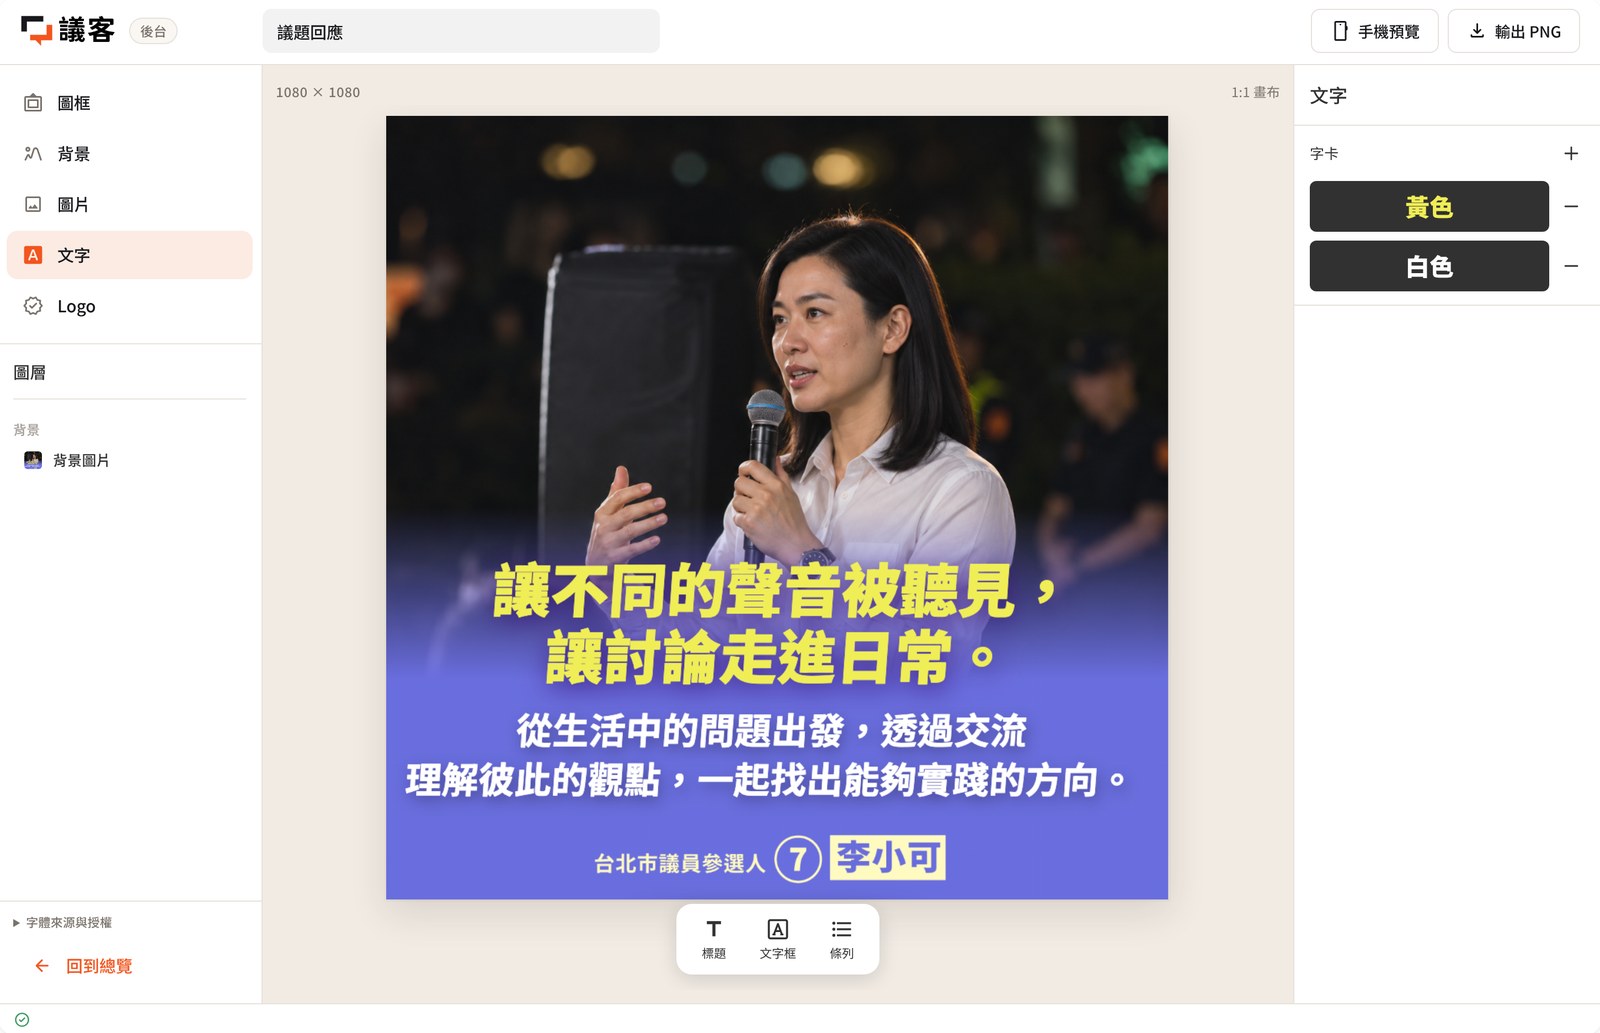 議客
後台
議題回應
手機預覽
輸出 PNG
圖框
背景
圖片
A 文字
Logo
圖層
背景
背景圖片
字體來源與授權
回到總覽
1080 × 1080
1:1 畫布
讓不同的聲音被聽見，
讓討論走進日常。
從生活中的問題出發，透過交流
理解彼此的觀點，一起找出能夠實踐的方向。
台北市議員參選人 7 李小可
T A
標題 文字框 條列
文字
字卡
黃色
白色